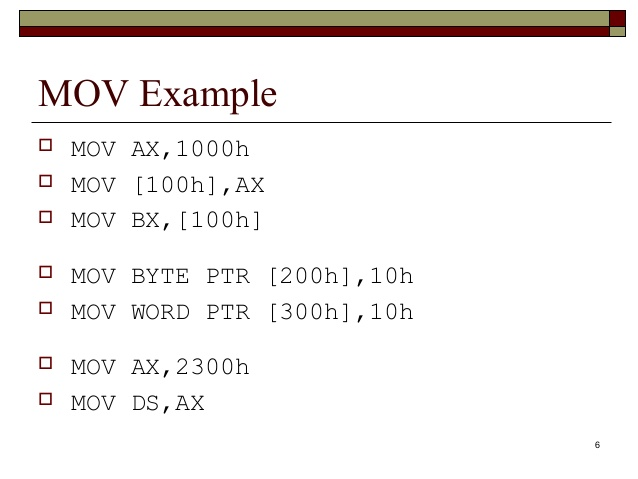 MOV Example
MOV AX,1000h
MOV [100h],AX
MOV BX,[100h]
MOV BYTE PTR [200h],10h
MOV WORD PTR [300h],10h
MOV AX,2300h
MOV DS,AX
6